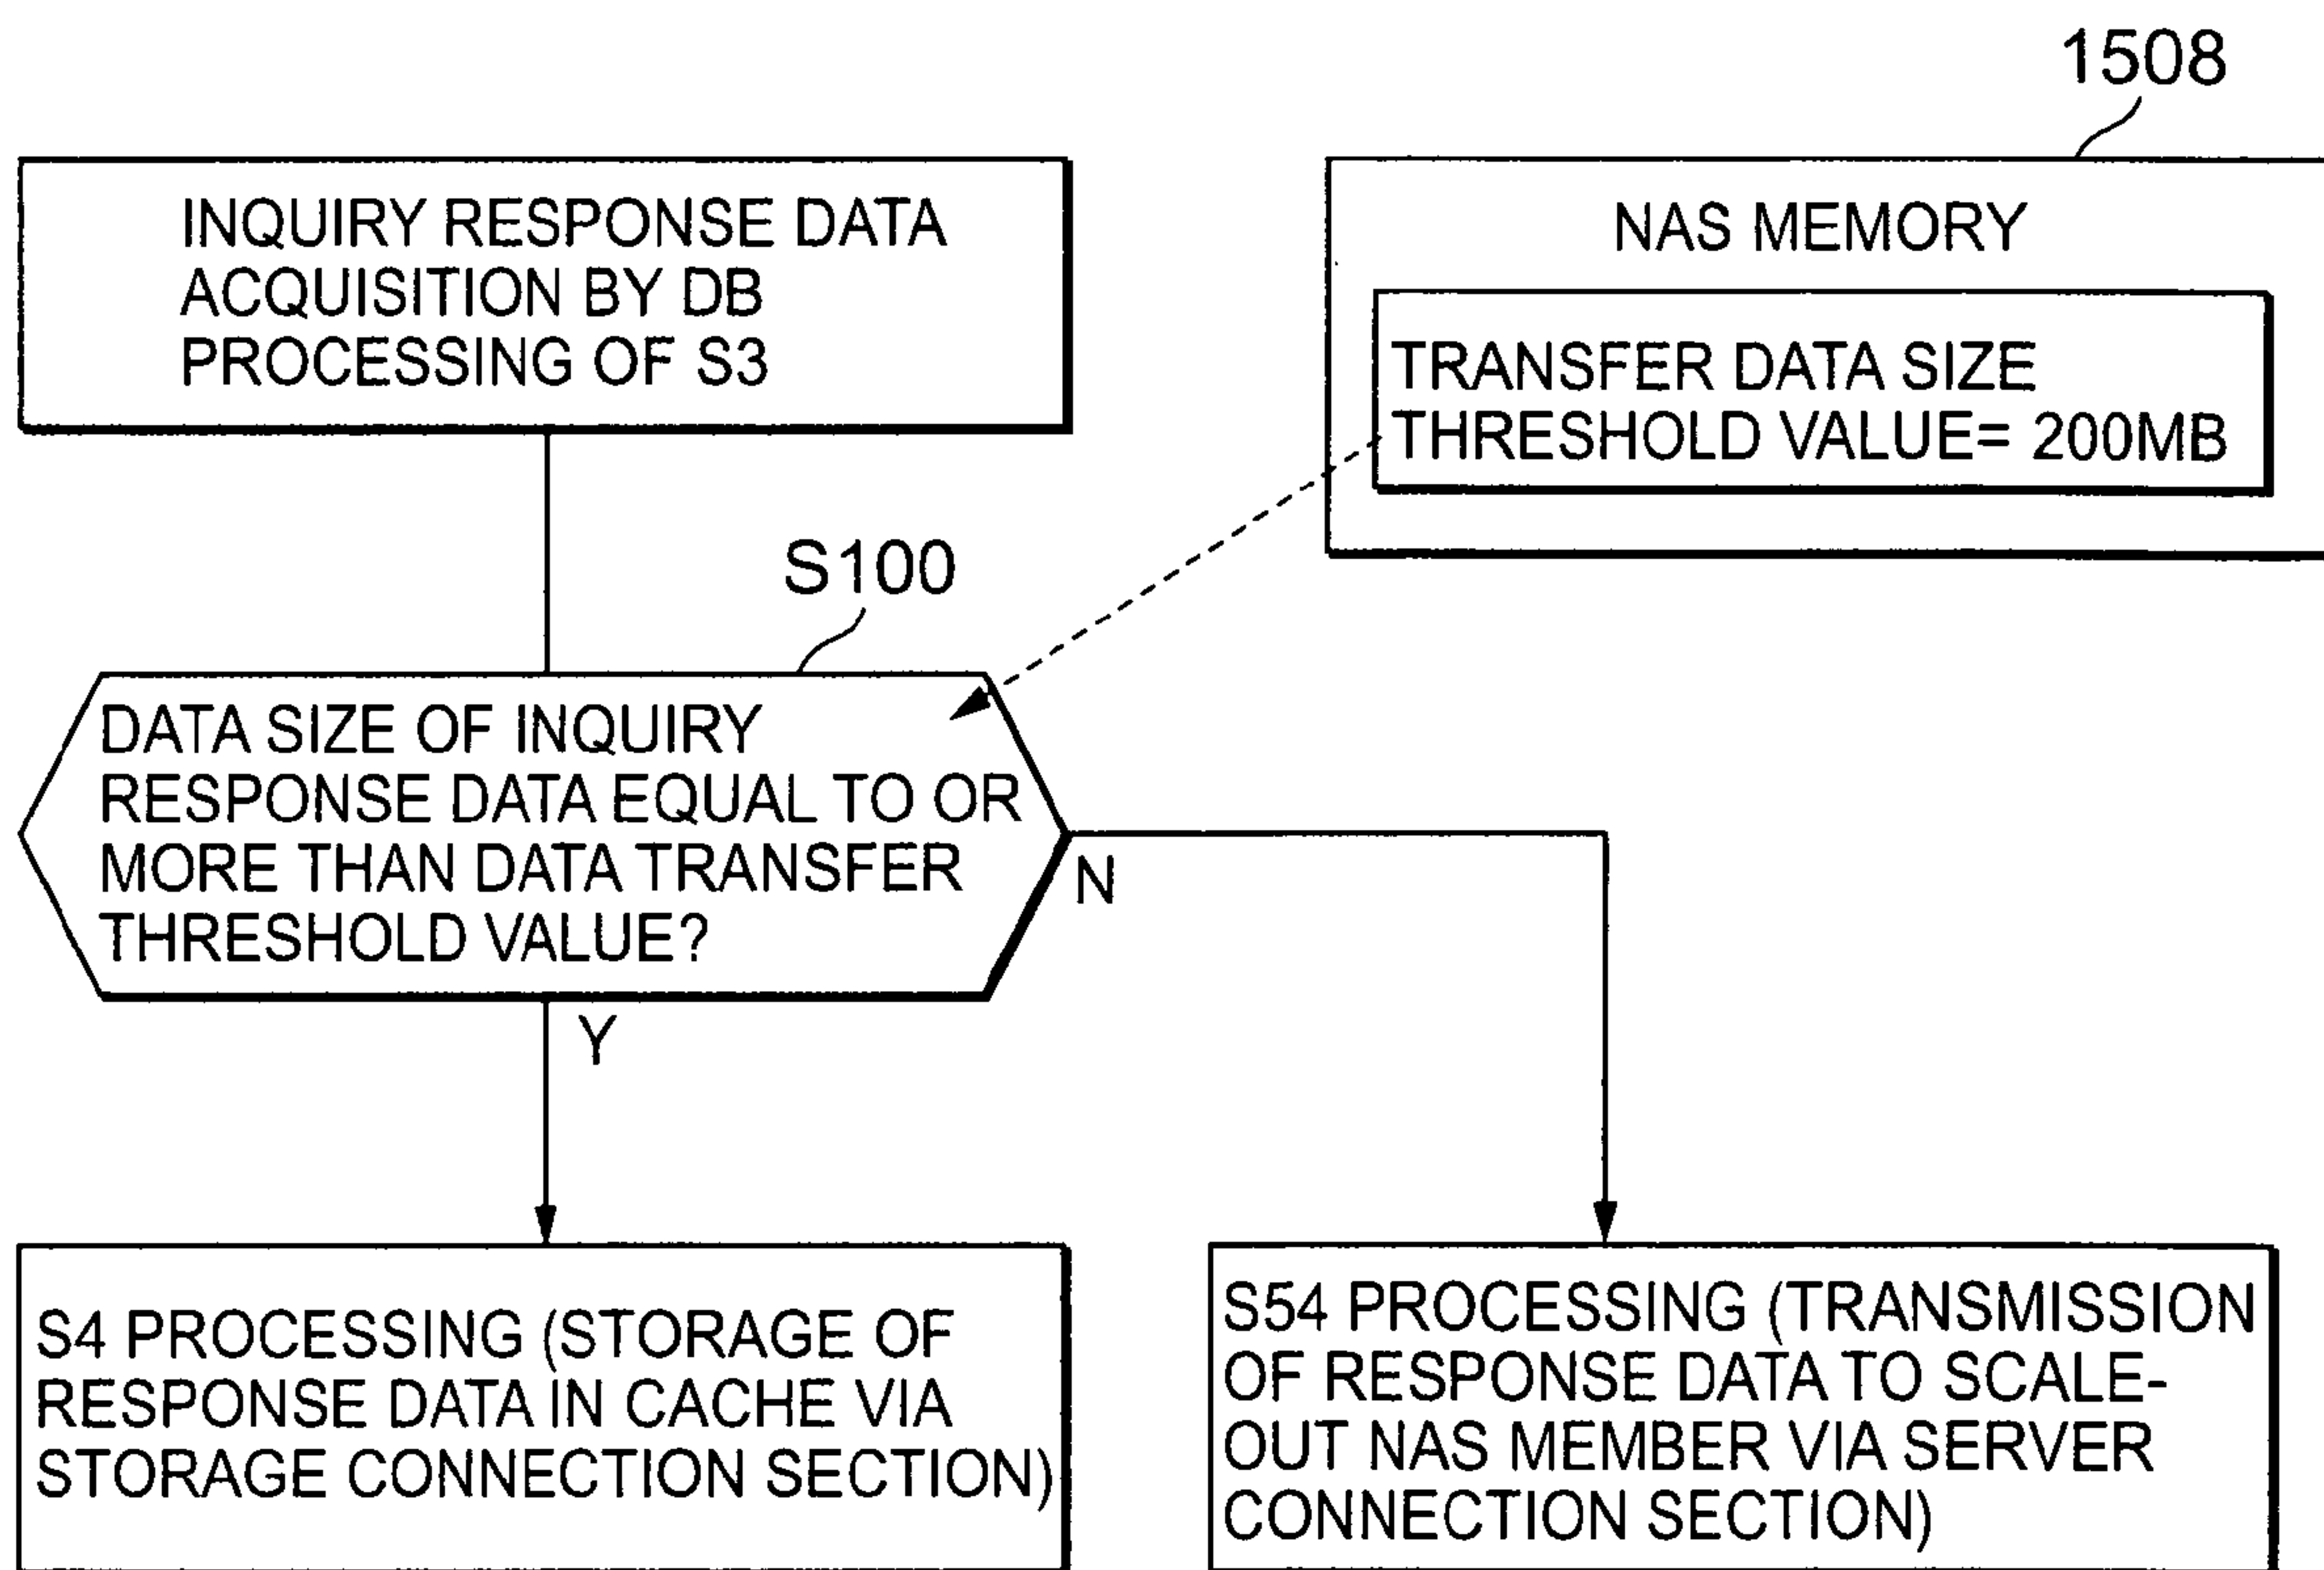 1508
INQUIRY RESPONSE DATA
ACQUISITION BY DB
PROCESSING OF S3
NAS MEMORY
TRANSFER DATA SIZE
THRESHOLD VALUE= 200MB
S100
DATA SIZE OF INQUIRY
RESPONSE DATA EQUAL TO OR
MORE THAN DATA TRANSFER
THRESHOLD VALUE?
N
Y
S4 PROCESSING (STORAGE OF
RESPONSE DATA IN CACHE VIA
STORAGE CONNECTION SECTION)
S54 PROCESSING (TRANSMISSION
OF RESPONSE DATA TO SCALE-
OUT NAS MEMBER VIA SERVER
CONNECTION SECTION)